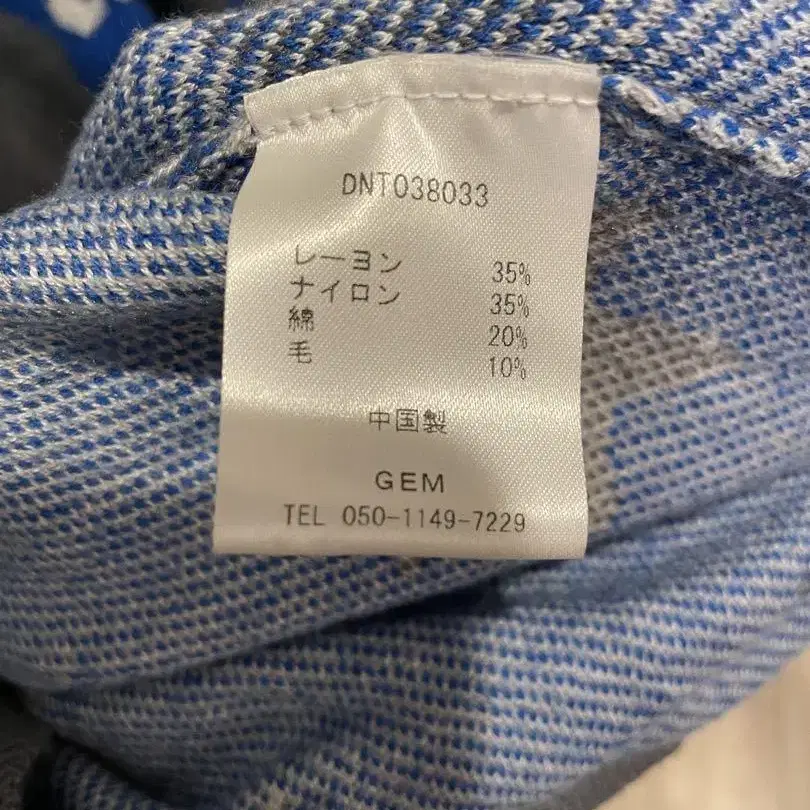 DNT038033
レーヨン 35%
ナイロン 35%
綿 20%
毛 10%
中国製
GEM
TEL 050-1149-7229